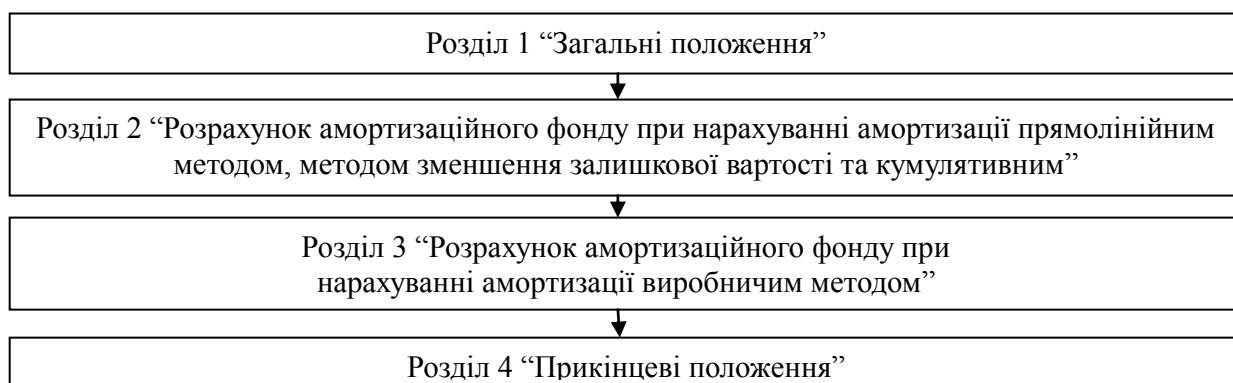 Розділ 1 “Загальні положення”
Розділ 2 “Розрахунок амортизаційного фонду при нарахуванні амортизації прямолінійним
методом, методом зменшення залишкової вартості та кумулятивним”
Розділ 3 “Розрахунок амортизаційного фонду при
нарахуванні амортизації виробничим методом”
Розділ 4 “Прикінцеві положення”